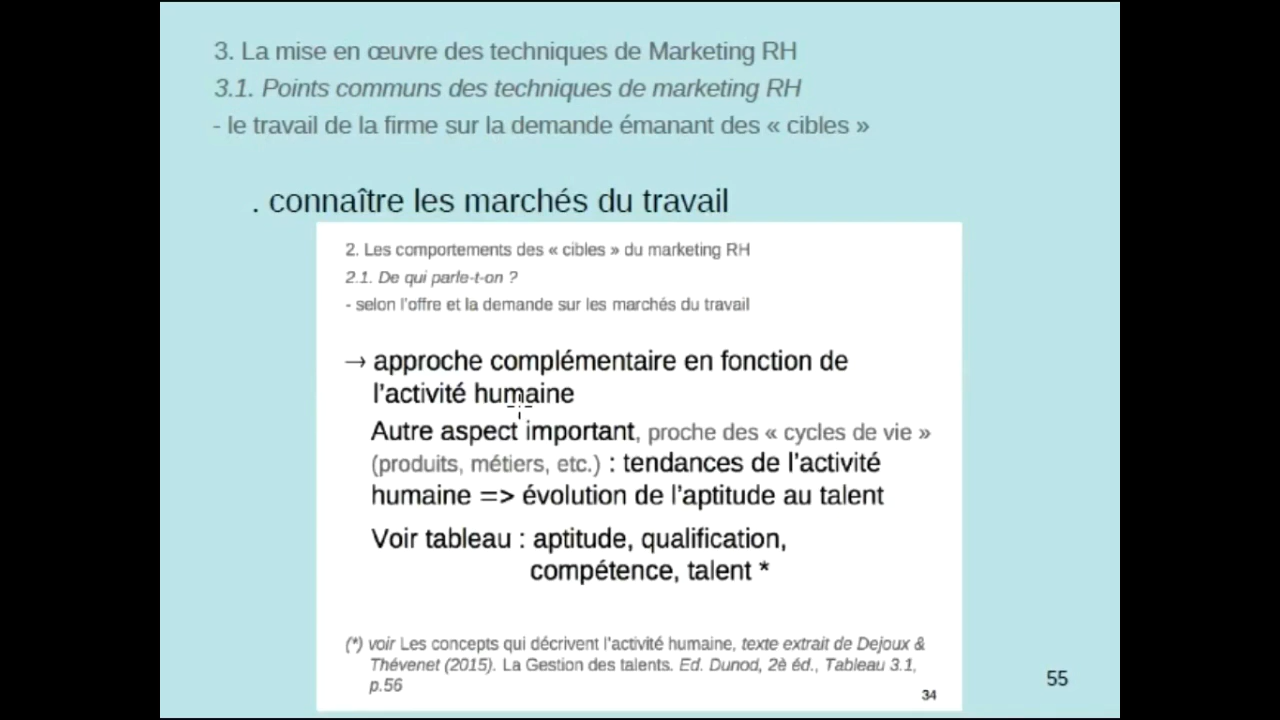 3. La mise en œuvre des techniques de Marketing RH
3.1. Points communs des techniques de marketing RH
- le travail de la firme sur la demande émanant des « cibles »
. connaître les marchés du travail
2. Les comportements des « cibles » du marketing RH
2.1. De qui parle-t-on ?
- selon l'offre et la demande sur les marchés du travail
→ approche complémentaire en fonction de
l'activité humaine
Autre aspect important, proche des « cycles de vie »
(produits, métiers, etc.) : tendances de l'activité
humaine => évolution de l'aptitude au talent
Voir tableau : aptitude, qualification,
compétence, talent *
(*) voir Les concepts qui décrivent l'activité humaine, texte extrait de Dejoux &
Thévenet (2015). La Gestion des talents. Ed. Dunod, 2è éd., Tableau 3.1,
p.56
34
55